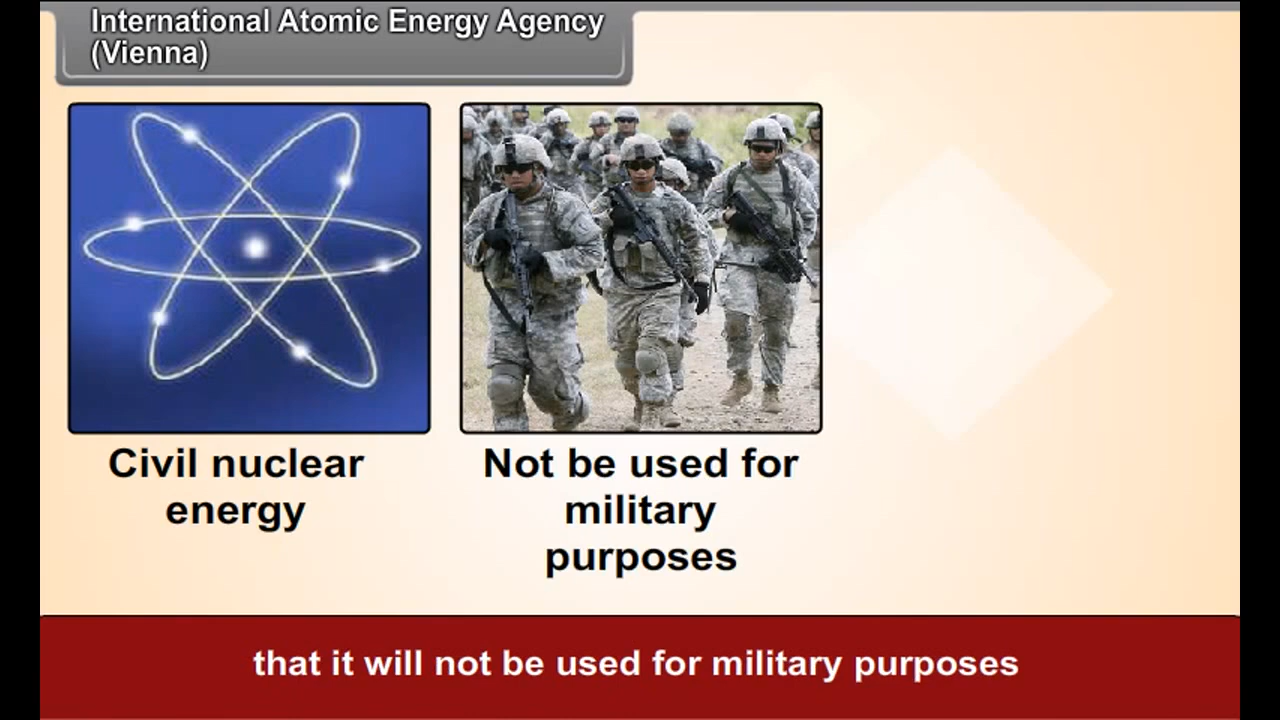 International Atomic Energy Agency
(Vienna)
Civil nuclear
energy
Not be used for
military
purposes
that it will not be used for military purposes